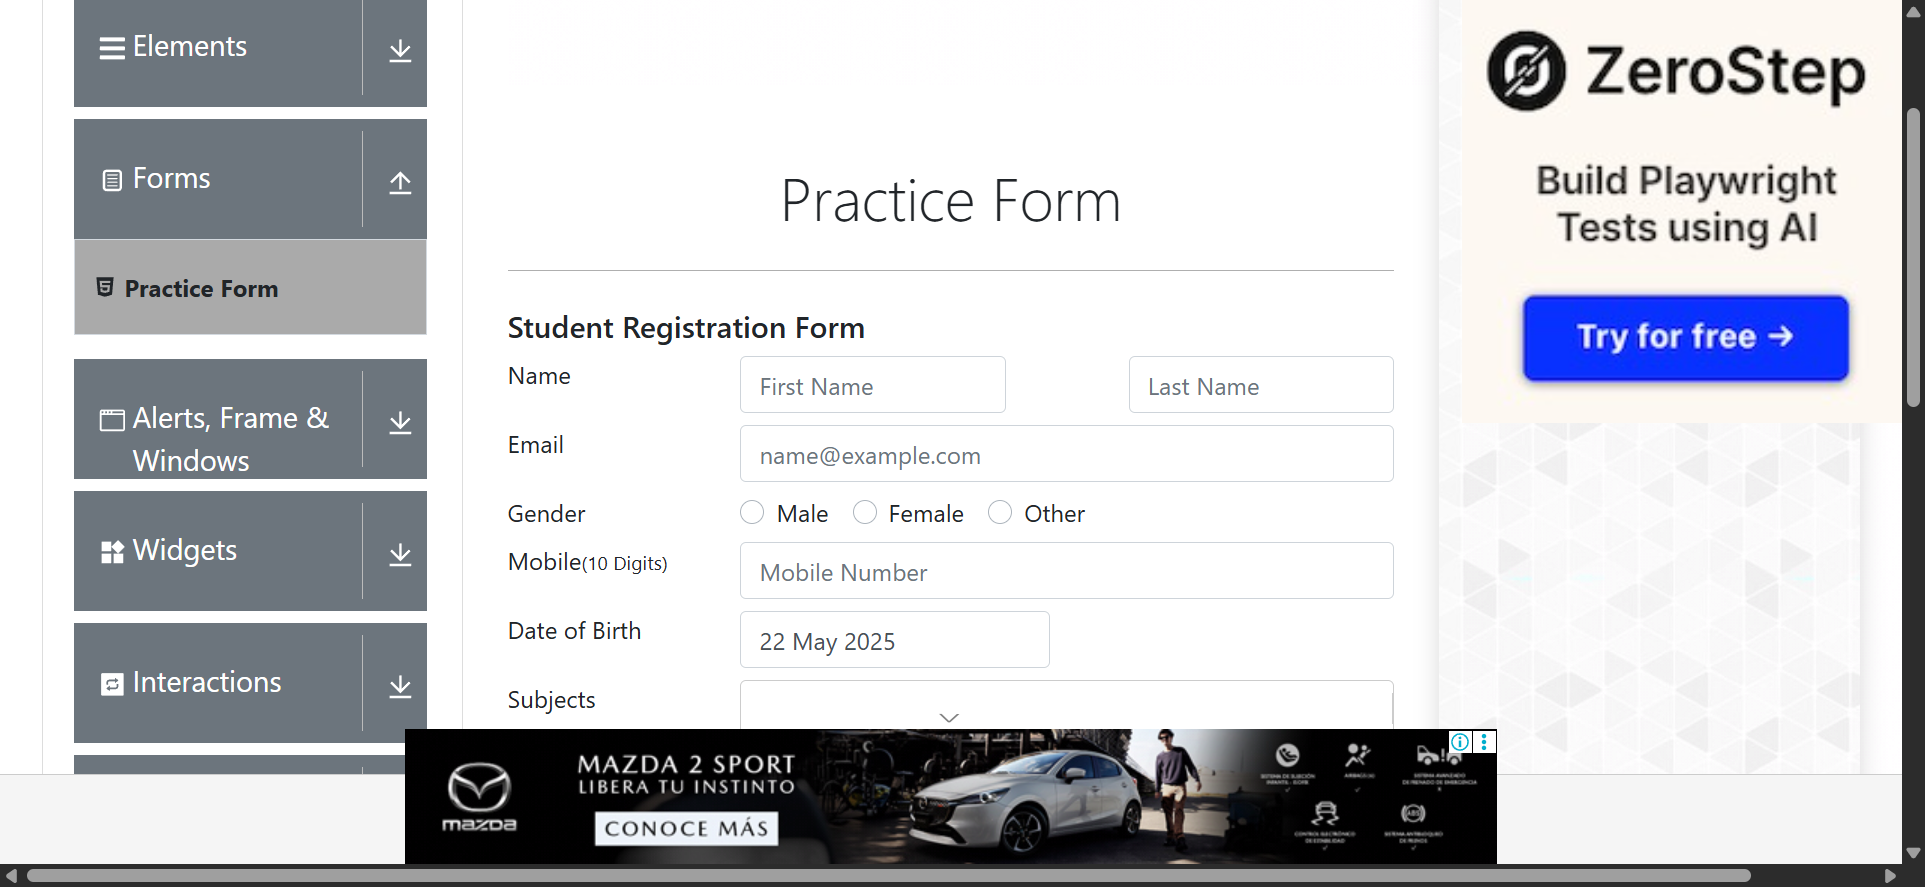 Elements
Forms
Practice Form
Alerts, Frame &
Windows
Widgets
Interactions
Practice Form
Student Registration Form
Name
First Name
Last Name
Email
name@example.com
Gender
Male
Female
Other
Mobile(10 Digits)
Mobile Number
Date of Birth
22 May 2025
Subjects
ZeroStep
Build Playwright
Tests using AI
Try for free →
mazda
MAZDA 2 SPORT
LIBERA TU INSTINTO
CONOCE MÁS